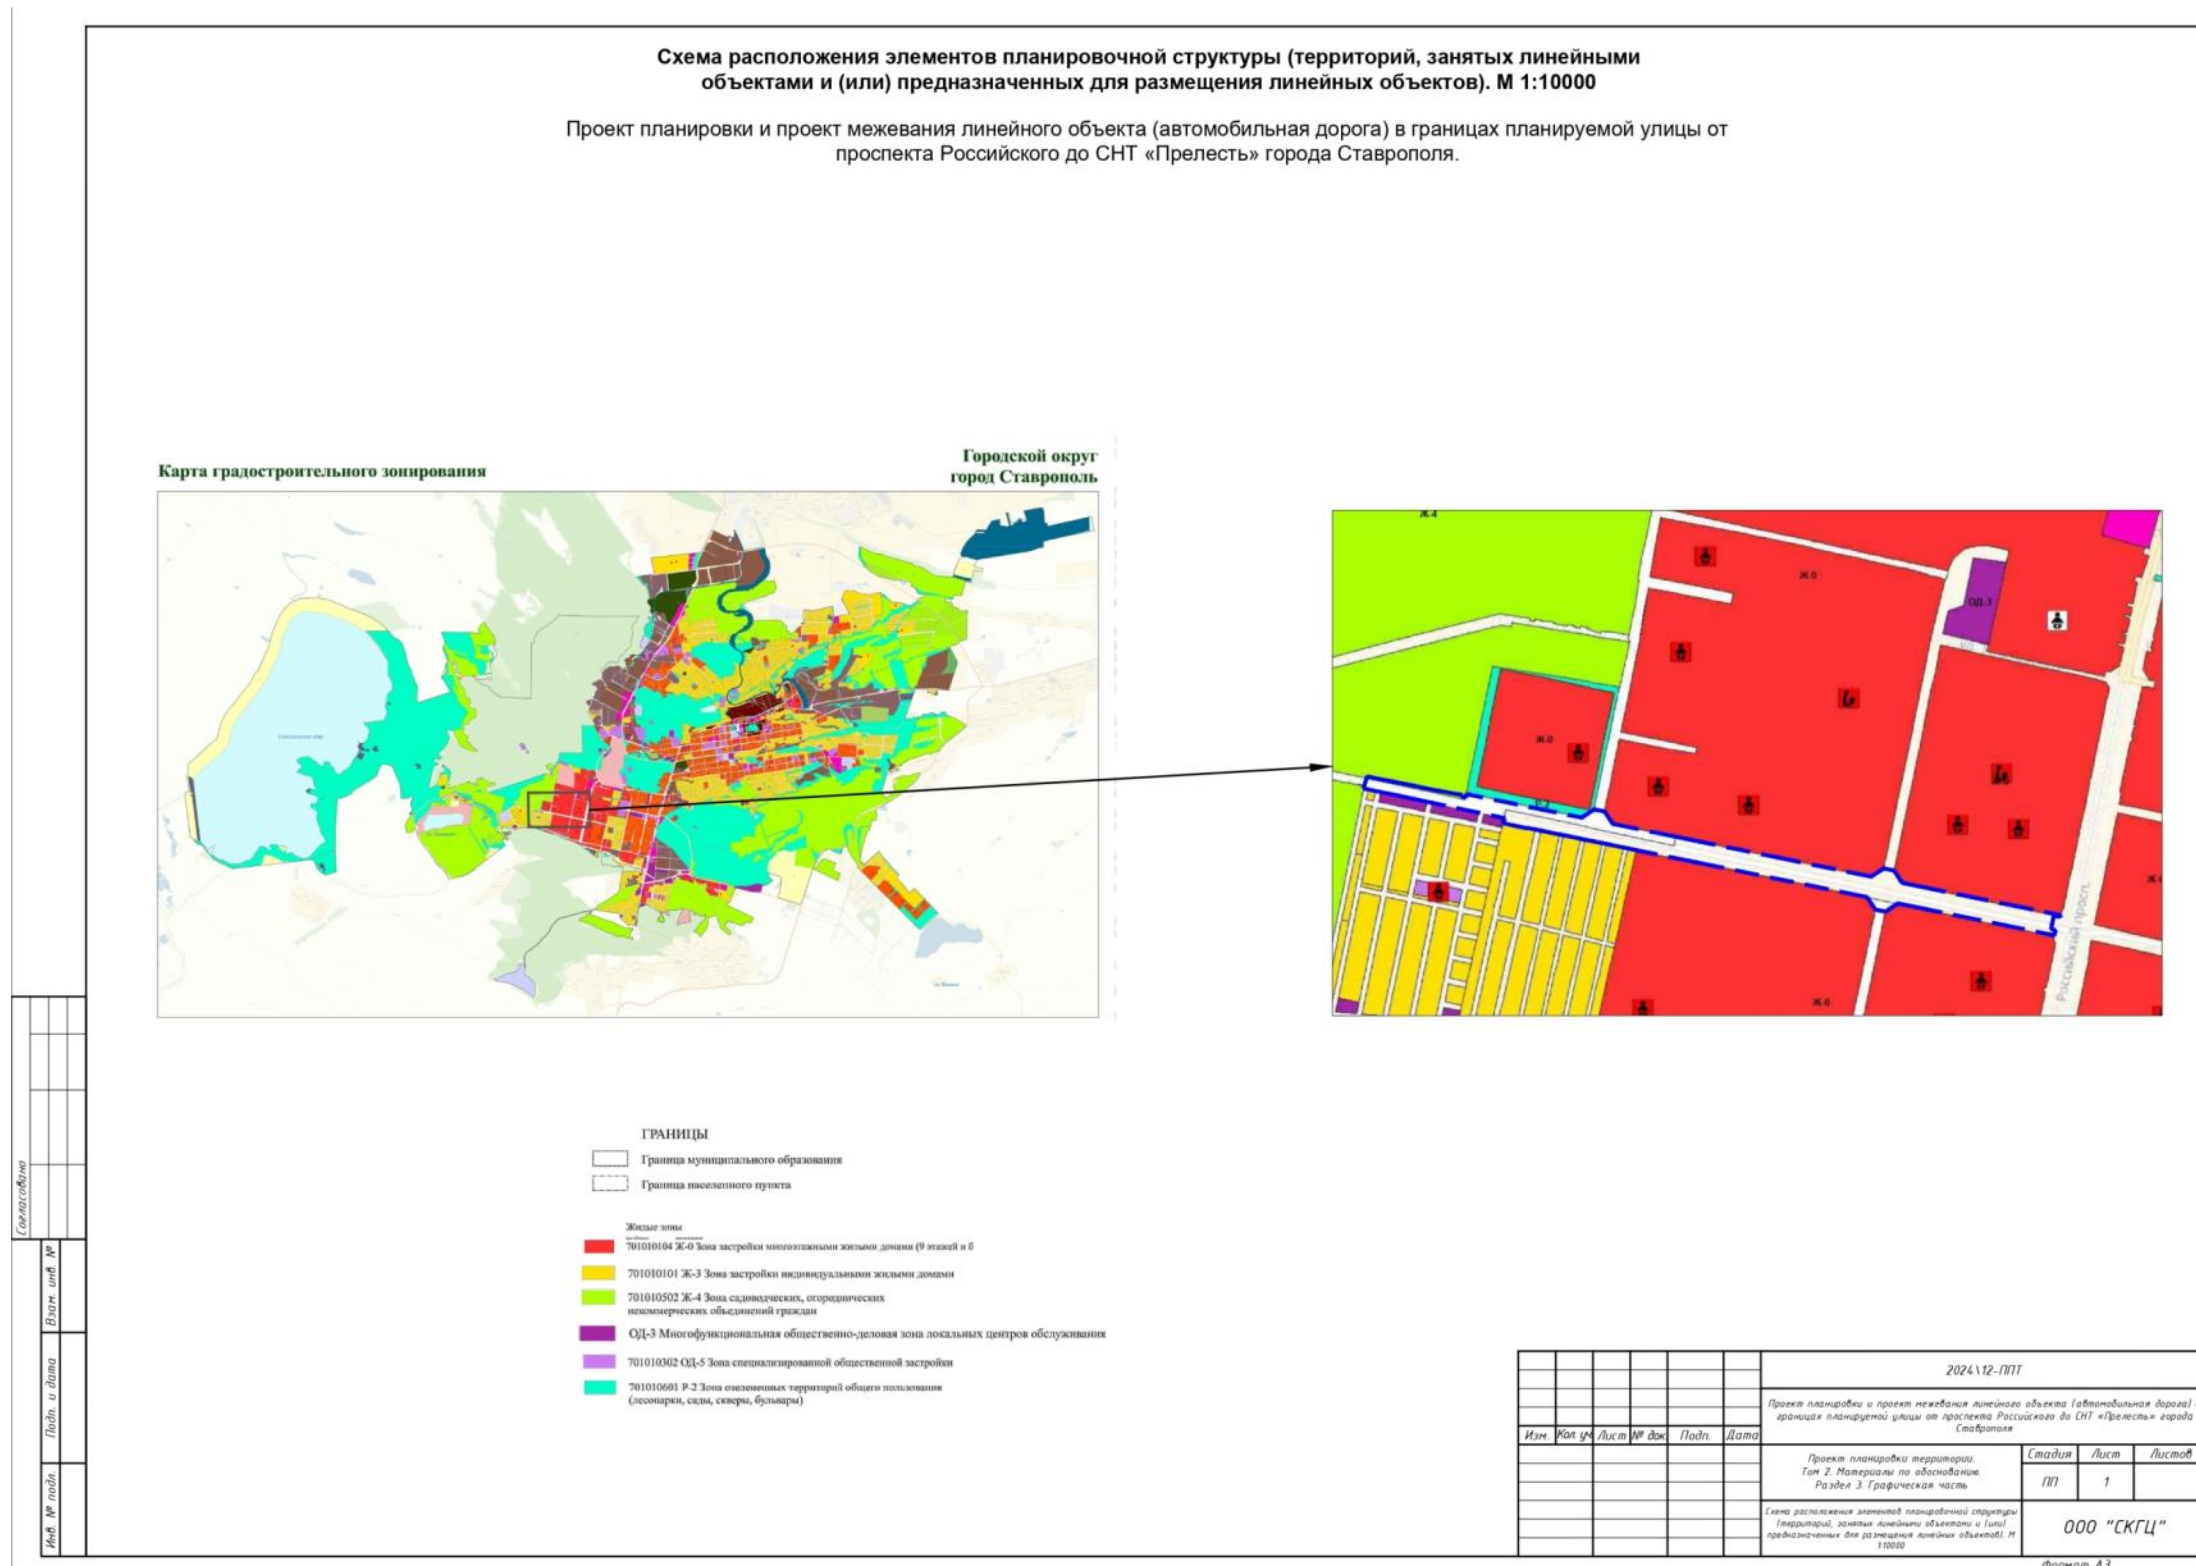 Схема расположения элементов планировочной структуры (территорий, занятых линейными
объектами и (или) предназначенных для размещения линейных объектов). М 1:10000
Проект планировки и проект межевания линейного объекта (автомобильная дорога) в границах планируемой улицы от
проспекта Российского до СНТ «Прелесть» города Ставрополя.
Карта градостроительного зонирования
Городской округ
город Ставрополь
Ж-4
Ж-0
ОД-3
Ж-0
Р-2
Ж-0
Ж-0
Российский просп.
ГРАНИЦЫ
Граница муниципального образования
Граница населенного пункта
Жилые зоны
701010104 Ж-0 Зона застройки многоэтажными жилыми домами (9 этажей и б
701010101 Ж-3 Зона застройки индивидуальными жилыми домами
701010502 Ж-4 Зона садоводческих, огороднических
некоммерческих объединений граждан
ОД-3 Многофункциональная общественно-деловая зона локальных центров обслуживания
701010302 ОД-5 Зона специализированной общественной застройки
701010601 Р-2 Зона озелененных территорий общего пользования
(лесопарки, сады, скверы, бульвары)
Согласовано
Взам. инв. №
Подп. и дата
Инв. № подл.
2024\12-ППТ
Проект планировки и проект межевания линейного объекта (автомобильная дорога)
границах планируемой улицы от проспекта Российского до СНТ «Прелесть» города
Ставрополя
Изм. Кол. уч Лист № док. Подп. Дата
Проект планировки территории.
Том 2. Материалы по обоснованию.
Раздел 3. Графическая часть
Стадия Лист Листов
ПП 1
Схема расположения элементов планировочной структуры
(территорий, занятых линейными объектами и (или)
предназначенных для размещения линейных объектов). М
1:10000
ООО "СКГЦ"
Формат А3